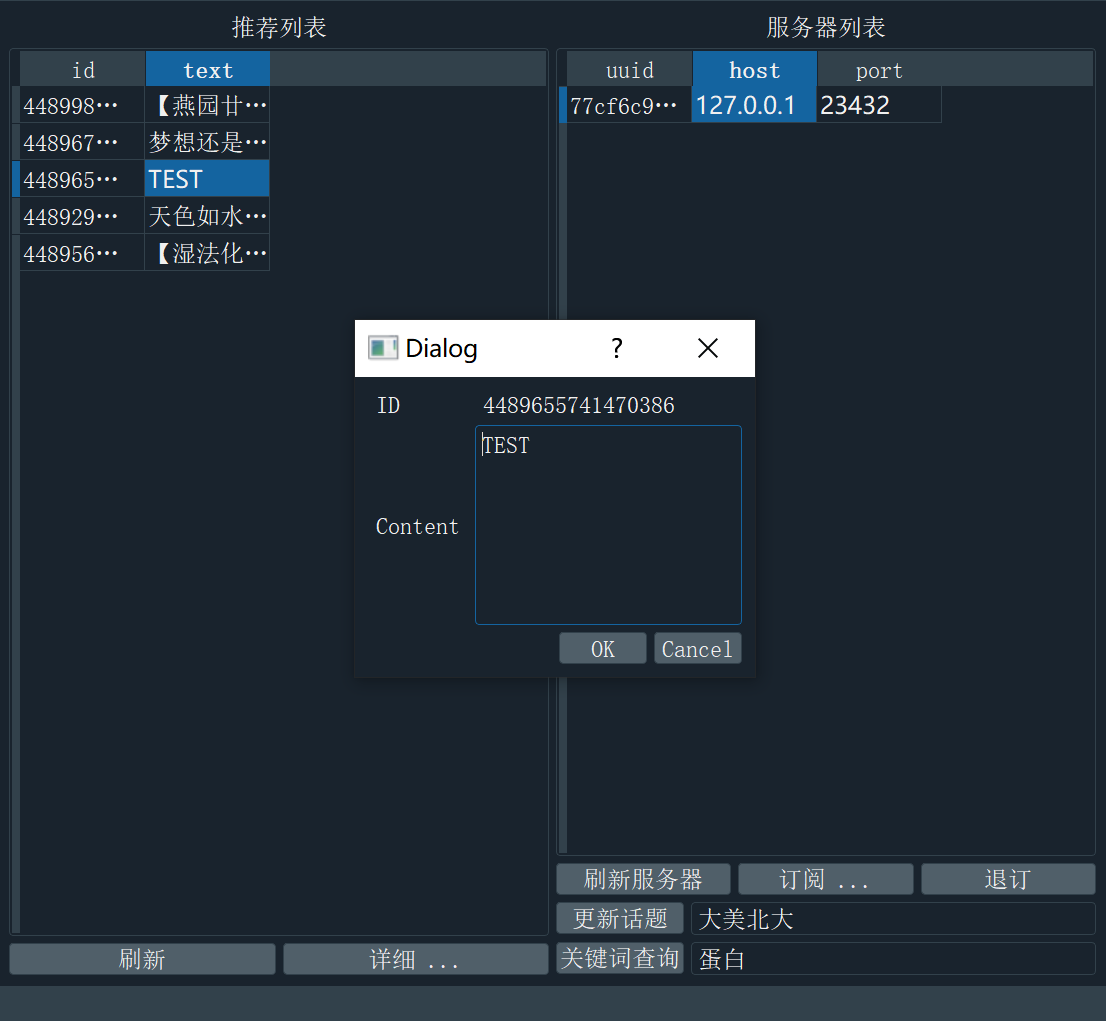 推荐列表
id text
448998… 【燕园廿…
448967… 梦想还是…
448965… TEST
448929… 天色如水…
448956… 【湿法化…
刷新 详细 ...
服务器列表
uuid host port
77cf6c9… 127.0.0.1 23432
刷新服务器 订阅 ... 退订
更新话题 大美北大
关键词查询 蛋白
Dialog ?
ID 4489655741470386
Content TEST
OK Cancel